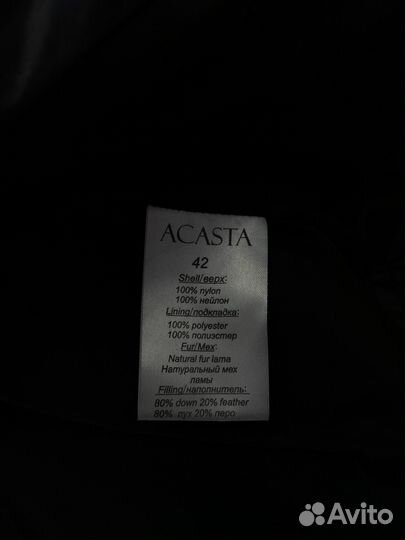 ACASTA
42
Shell/верх:
100% nylon
100% нейлон
Lining/подкладка:
100% polyester
100% полиэстер
Fur/Мех:
Natural fur lama
Натуральный мех
ламы
Filling/наполнитель:
80% down 20% feather
80% пух 20% перо
Avito